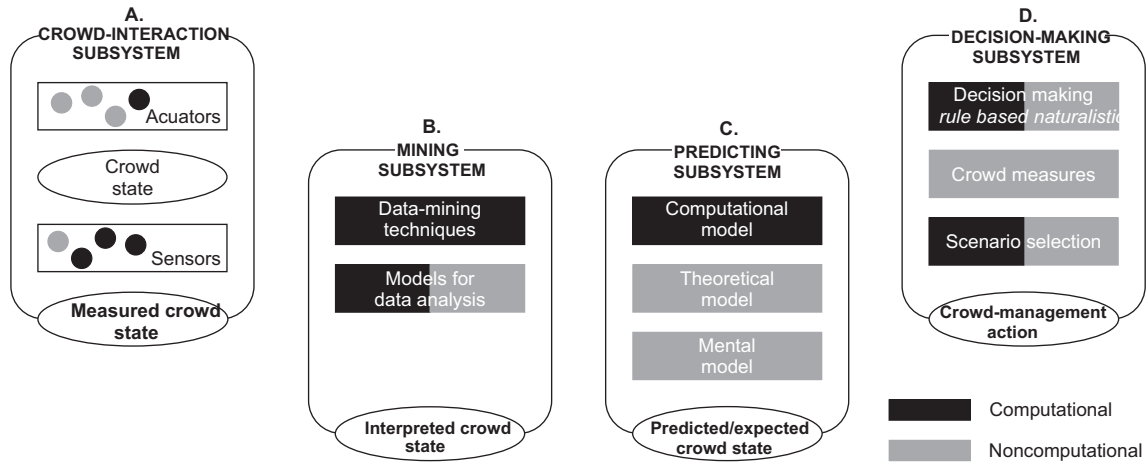 A.
CROWD-INTERACTION
SUBSYSTEM
Acuators
Crowd
state
Sensors
Measured crowd
state
B.
MINING
SUBSYSTEM
Data-mining
techniques
Models for
data analysis
Interpreted crowd
state
C.
PREDICTING
SUBSYSTEM
Computational
model
Theoretical
model
Mental
model
Predicted/expected
crowd state
D.
DECISION-MAKING
SUBSYSTEM
Decision making
rule based naturalistic
Crowd measures
Scenario selection
Crowd-management
action
Computational
Noncomputational